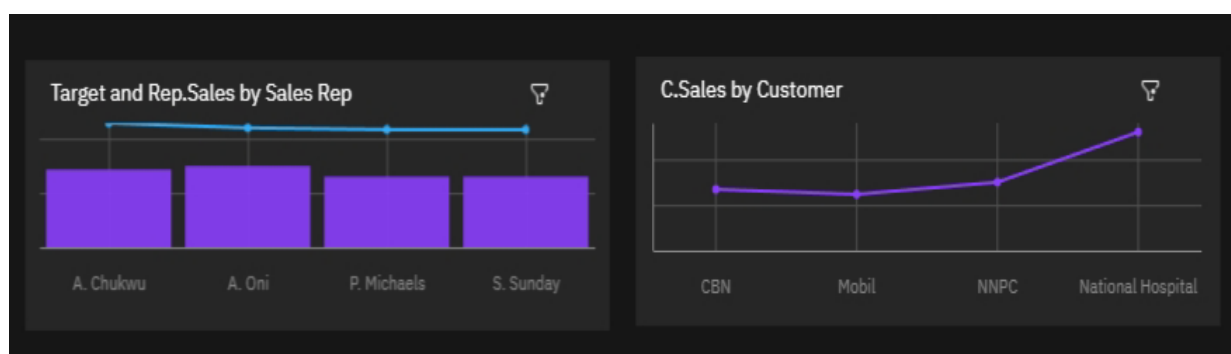 Target and Rep.Sales by Sales Rep
A. Chukwu
A. Oni
P. Michaels
S. Sunday
C.Sales by Customer
CBN
Mobil
NNPC
National Hospital